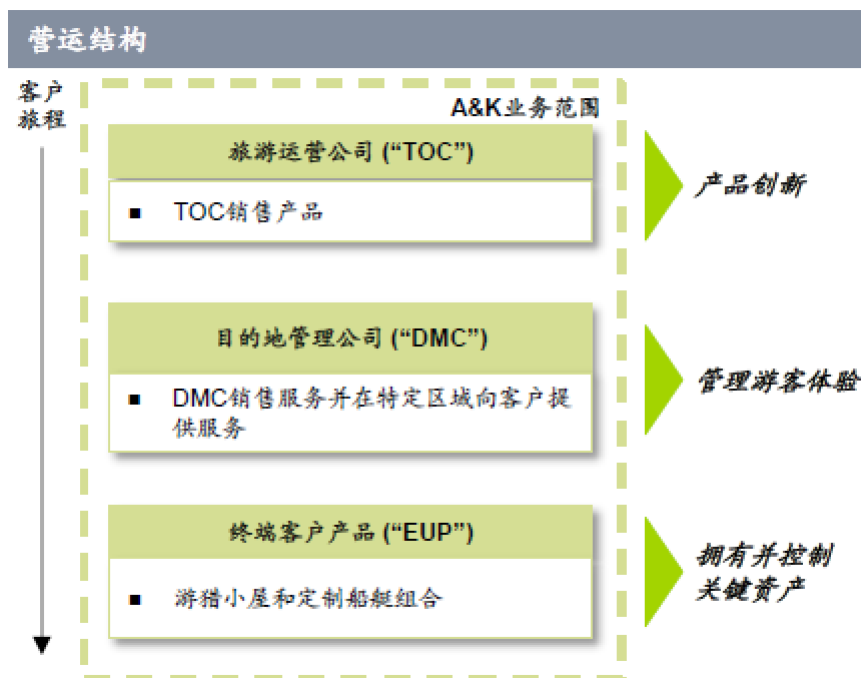 营运结构
客户
旅程
A&K业务范围
旅游运营公司 (“TOC”)
■ TOC销售产品
产品创新
目的地管理公司 (“DMC”)
■ DMC销售服务并在特定区域向客户提
供服务
管理游客体验
终端客户产品 (“EUP”)
■ 游猎小屋和定制船艇组合
拥有并控制
关键资产